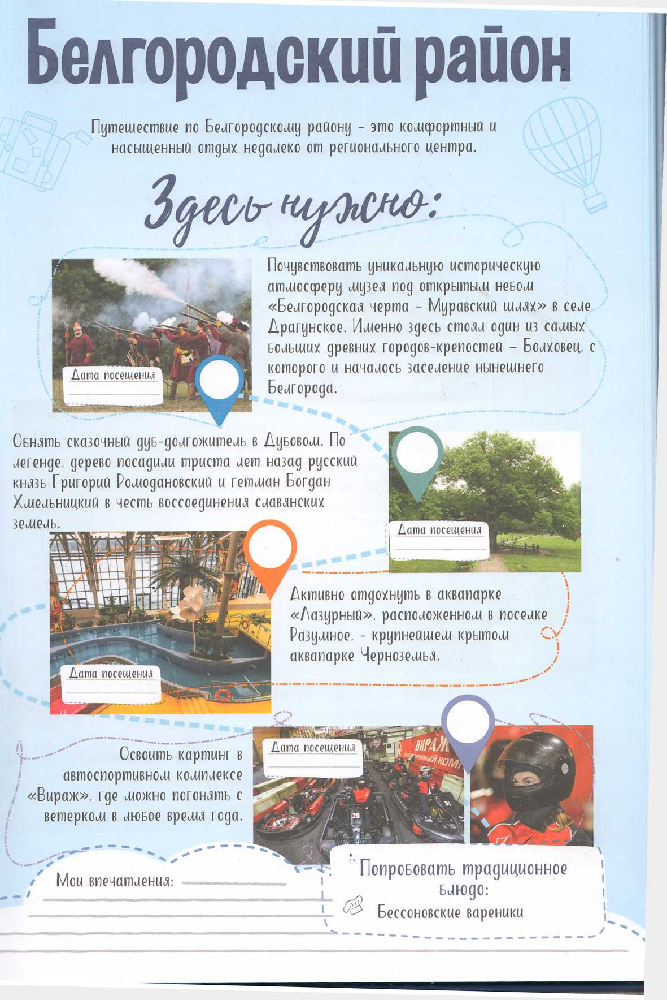 Белгородский район
Путешествие по Белгородскому району - это комфортный и
насыщенный отдых недалеко от регионального центра.
Здесь нужно:
Почувствовать уникальную историческую
атмосферу музея под открытым небом
«Белгородская черта - Муравский шлях» в селе
Драгунское. Именно здесь стоял один из самых
больших древних городов-крепостей – Болховец, с
которого и началось заселение нынешнего
Белгорода.
Дата посещения
Обнять сказочный дуб-долгожитель в Дубовом. По
легенде, дерево посадили триста лет назад русский
князь Григорий Ромодановский и гетман Богдан
Хмельницкий в честь воссоединения славянских
земель.
Дата посещения
Активно отдохнуть в аквапарке
«Лазурный», расположенном в поселке
Разумное, - крупнейшем крытом
аквапарке Черноземья.
Дата посещения
Освоить картинг в
автоспортивном комплексе
«Вираж», где можно погонять с
ветерком в любое время года.
Дата посещения
ВИРАЖ
АВТОСПОРТИВНЫЙ КОМП
20
31
Мои впечатления:
Попробовать традиционное
блюдо:
Бессоновские вареники